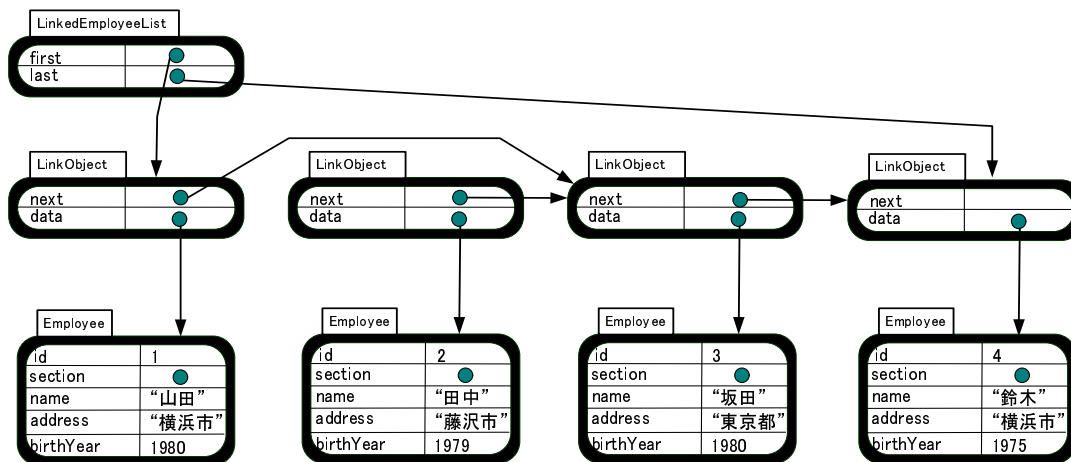 LinkedEmployeeList
first
last
LinkObject
next
data
LinkObject
next
data
LinkObject
next
data
LinkObject
next
data
Employee
id 1
section
name “山田”
address “横浜市”
birthYear 1980
Employee
id 2
section
name “田中”
address “藤沢市”
birthYear 1979
Employee
id 3
section
name “坂田”
address “東京都”
birthYear 1980
Employee
id 4
section
name “鈴木”
address “横浜市”
birthYear 1975